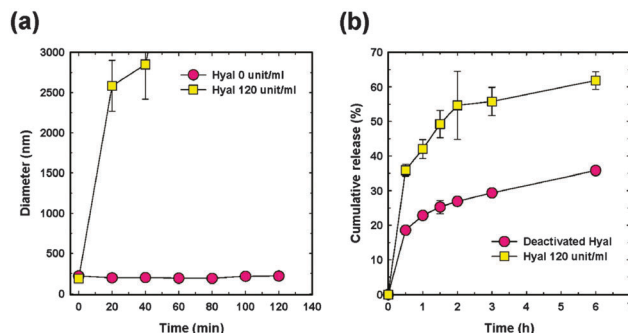 (a)
Hyal 0 unit/ml
Hyal 120 unit/ml
Diameter (nm)
3000
2500
2000
1500
1000
500
250
0
0 20 40 60 80 100 120 140
Time (min)
(b)
Cumulative release (%)
70
60
50
40
30
20
10
0
Deactivated Hyal
Hyal 120 unit/ml
0 1 2 3 4 5 6
Time (h)